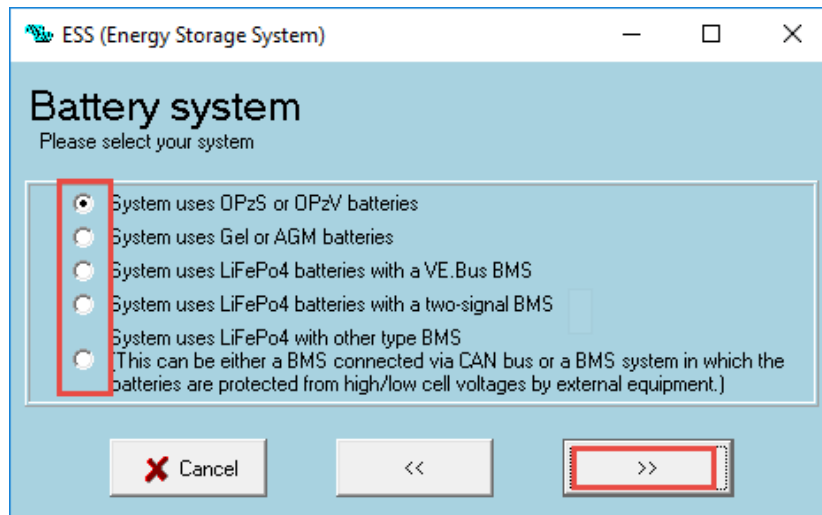 ESS (Energy Storage System)
Battery system
Please select your system
System uses OPzS or OPzV batteries
System uses Gel or AGM batteries
System uses LiFePo4 batteries with a VE.Bus BMS
System uses LiFePo4 batteries with a two-signal BMS
System uses LiFePo4 with other type BMS
(This can be either a BMS connected via CAN bus or a BMS system in which the
batteries are protected from high/low cell voltages by external equipment.)
Cancel << >>